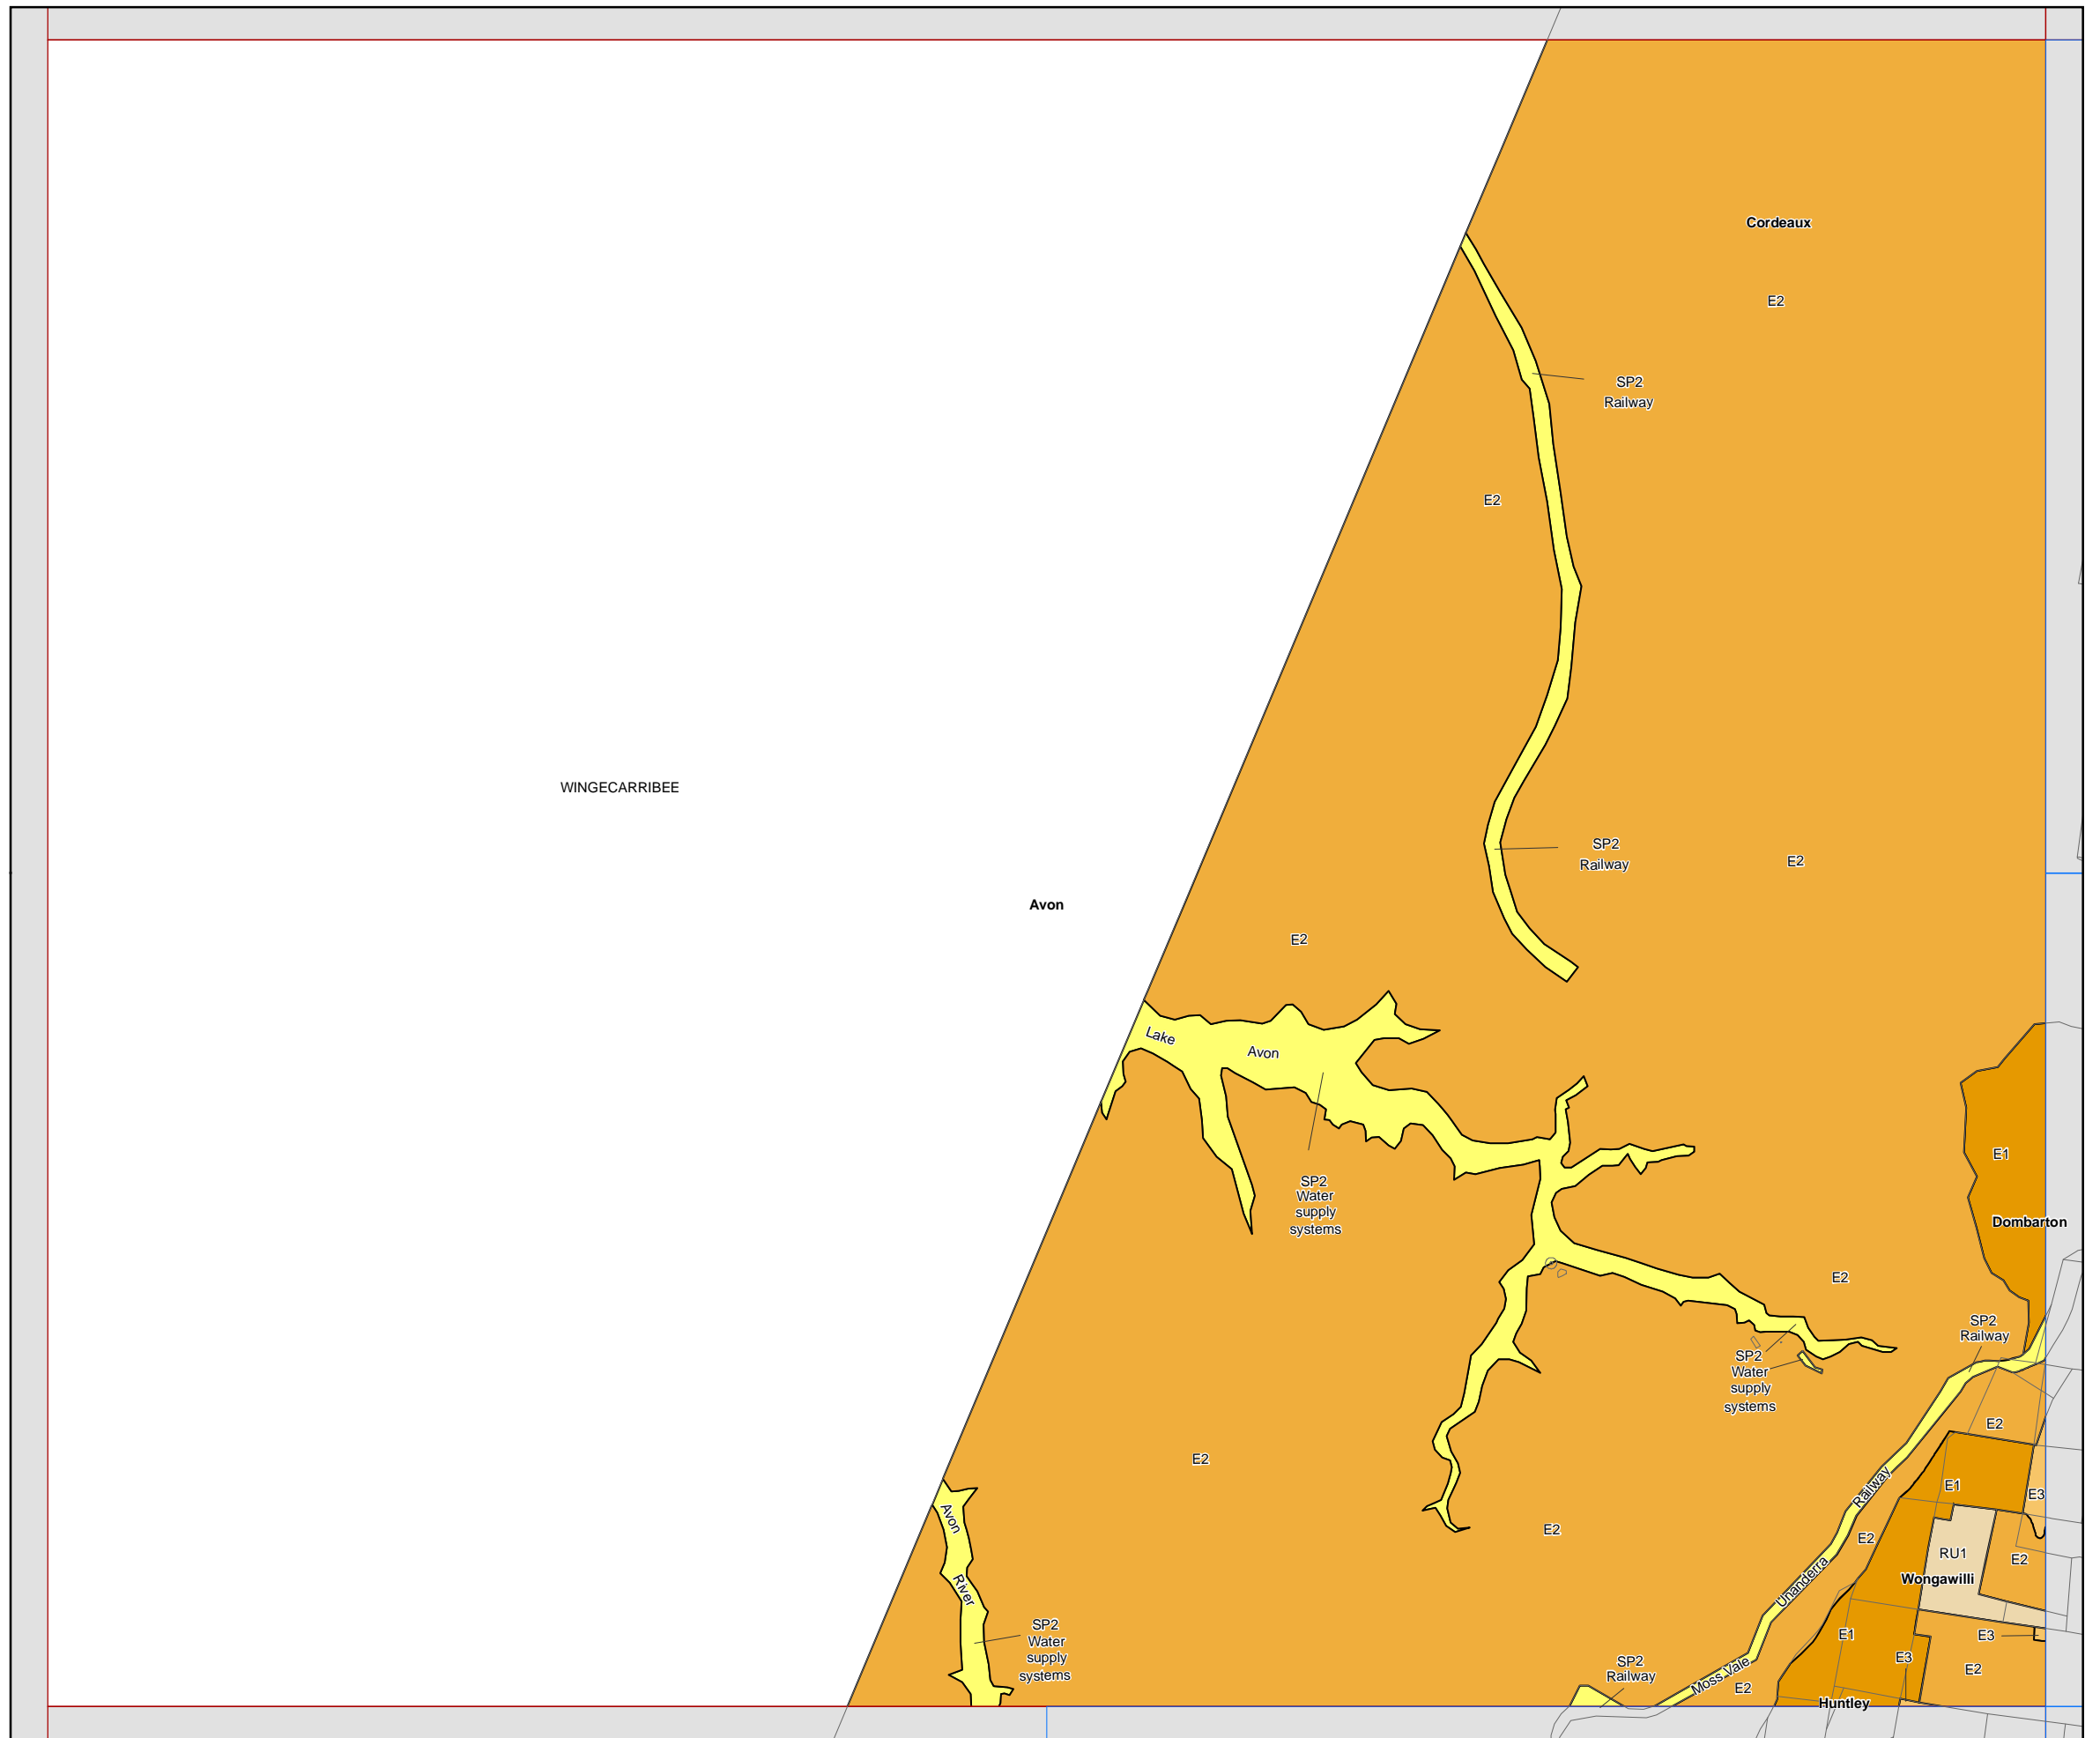 Cordeaux
E2
SP2
Railway
E2
WINGECARRIBEE
SP2
Railway
E2
Avon
E2
Lake
Avon
E1
SP2
Water
supply
systems
Dombarton
E2
SP2
Railway
SP2
Water
supply
systems
E2
E2
E1
E3
Avon
River
E2
E2
RU1
E2
Wongawilli
Unanderra
Moss Vale
Railway
SP2
Water
supply
systems
E1
E3
E3
E2
SP2
Railway
E2
Huntley